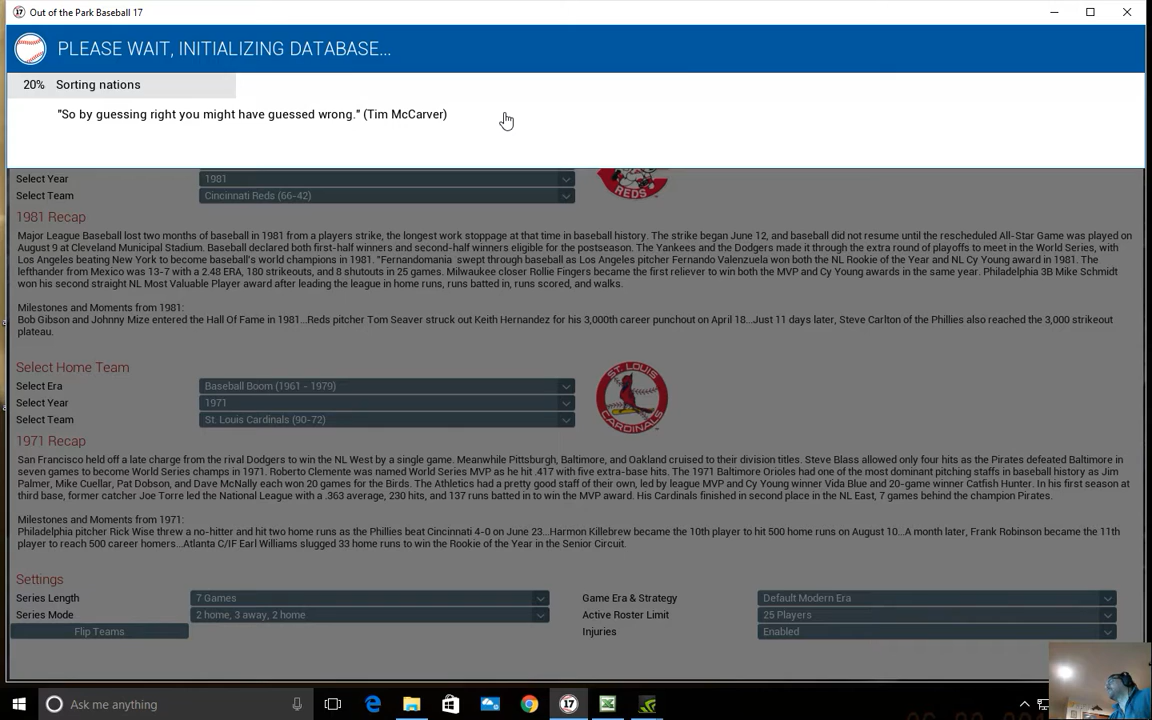 17 Out of the Park Baseball 17
PLEASE WAIT, INITIALIZING DATABASE...
20% Sorting nations
"So by guessing right you might have guessed wrong." (Tim McCarver)
Select Year 1981
Select Team Cincinnati Reds (66-42)
REDS
1981 Recap
Major League Baseball lost two months of baseball in 1981 from a players strike, the longest work stoppage at that time in baseball history. The strike began June 12, and baseball did not resume until the rescheduled All-Star Game was played on
August 9 at Cleveland Municipal Stadium. Baseball declared both first-half winners and second-half winners eligible for the postseason. The Yankees and the Dodgers made it through the extra round of playoffs to meet in the World Series, with
Los Angeles beating New York to become baseball's world champions in 1981. "Fernandomania  swept through baseball as Los Angeles pitcher Fernando Valenzuela won both the NL Rookie of the Year and NL Cy Young award in 1981. The
lefthander from Mexico was 13-7 with a 2.48 ERA, 180 strikeouts, and 8 shutouts in 25 games. Milwaukee closer Rollie Fingers became the first reliever to win both the MVP and Cy Young awards in the same year. Philadelphia 3B Mike Schmidt
won his second straight NL Most Valuable Player award after leading the league in home runs, runs batted in, runs scored, and walks.
Milestones and Moments from 1981:
Bob Gibson and Johnny Mize entered the Hall Of Fame in 1981...Reds pitcher Tom Seaver struck out Keith Hernandez for his 3,000th career punchout on April 18...Just 11 days later, Steve Carlton of the Phillies also reached the 3,000 strikeout
plateau.
Select Home Team
Select Era Baseball Boom (1961 - 1979)
Select Year 1971
Select Team St. Louis Cardinals (90-72)
ST. LOUIS
CARDINALS
1971 Recap
San Francisco held off a late charge from the rival Dodgers to win the NL West by a single game. Meanwhile Pittsburgh, Baltimore, and Oakland cruised to their division titles. Steve Blass allowed only four hits as the Pirates defeated Baltimore in
seven games to become World Series champs in 1971. Roberto Clemente was named World Series MVP as he hit .417 with five extra-base hits. The 1971 Baltimore Orioles had one of the most dominant pitching staffs in baseball history as Jim
Palmer, Mike Cuellar, Pat Dobson, and Dave McNally each won 20 games for the Birds. The Athletics had a pretty good staff of their own, led by league MVP and Cy Young winner Vida Blue and 20-game winner Catfish Hunter. In his first season at
third base, former catcher Joe Torre led the National League with a .363 average, 230 hits, and 137 runs batted in to win the MVP award. His Cardinals finished in second place in the NL East, 7 games behind the champion Pirates.
Milestones and Moments from 1971:
Philadelphia pitcher Rick Wise threw a no-hitter and hit two home runs as the Phillies beat Cincinnati 4-0 on June 23...Harmon Killebrew became the 10th player to hit 500 home runs on August 10...A month later, Frank Robinson became the 11th
player to reach 500 career homers...Atlanta C/IF Earl Williams slugged 33 home runs to win the Rookie of the Year in the Senior Circuit.
Settings
Series Length 7 Games Game Era & Strategy Default Modern Era
Series Mode 2 home, 3 away, 2 home Active Roster Limit 25 Players
Flip Teams Injuries Enabled
Ask me anything 17